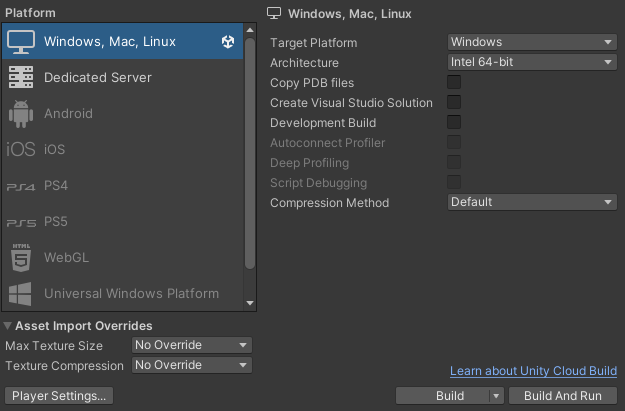 Platform
Windows, Mac, Linux
Dedicated Server
Android
iOS iOS
PS4 PS4
PS5 PS5
HTML 5 WebGL
Universal Windows Platform
Asset Import Overrides
Max Texture Size No Override
Texture Compression No Override
Player Settings...
Windows, Mac, Linux
Target Platform Windows
Architecture Intel 64-bit
Copy PDB files
Create Visual Studio Solution
Development Build
Autoconnect Profiler
Deep Profiling
Script Debugging
Compression Method Default
Learn about Unity Cloud Build
Build
Build And Run